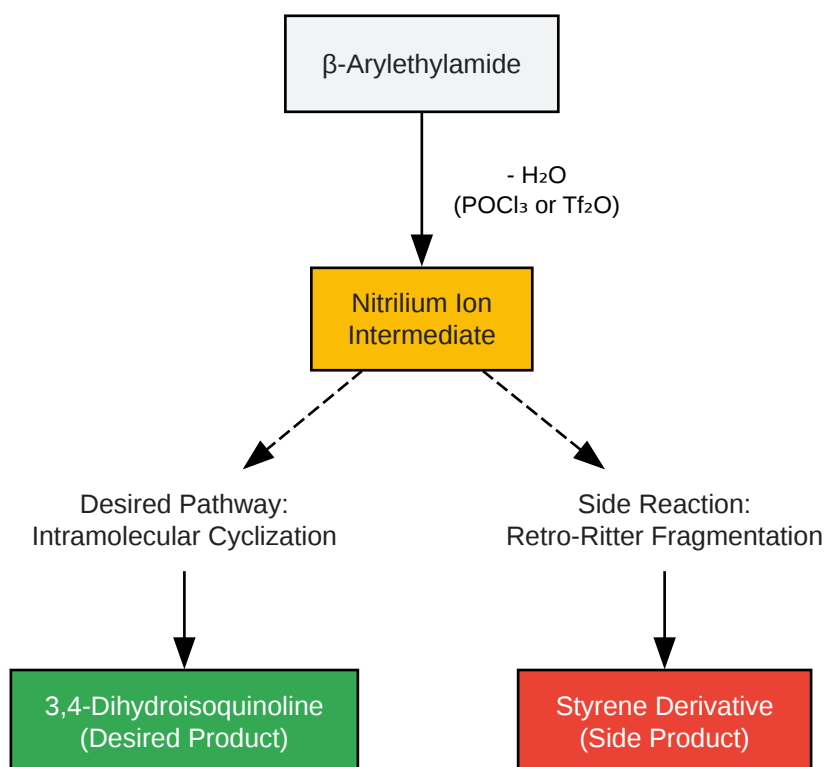 β-Arylethylamide
- H₂O
(POCl₃ or Tf₂O)
Nitrilium Ion
Intermediate
Desired Pathway:
Intramolecular Cyclization
Side Reaction:
Retro-Ritter Fragmentation
3,4-Dihydroisoquinoline
(Desired Product)
Styrene Derivative
(Side Product)